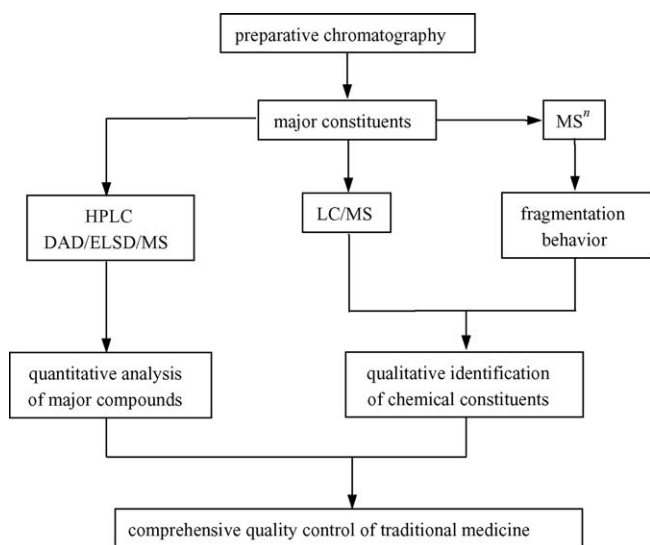 preparative chromatography
major constituents
MSⁿ
HPLC
DAD/ELSD/MS
LC/MS
fragmentation
behavior
quantitative analysis
of major compounds
qualitative identification
of chemical constituents
comprehensive quality control of traditional medicine